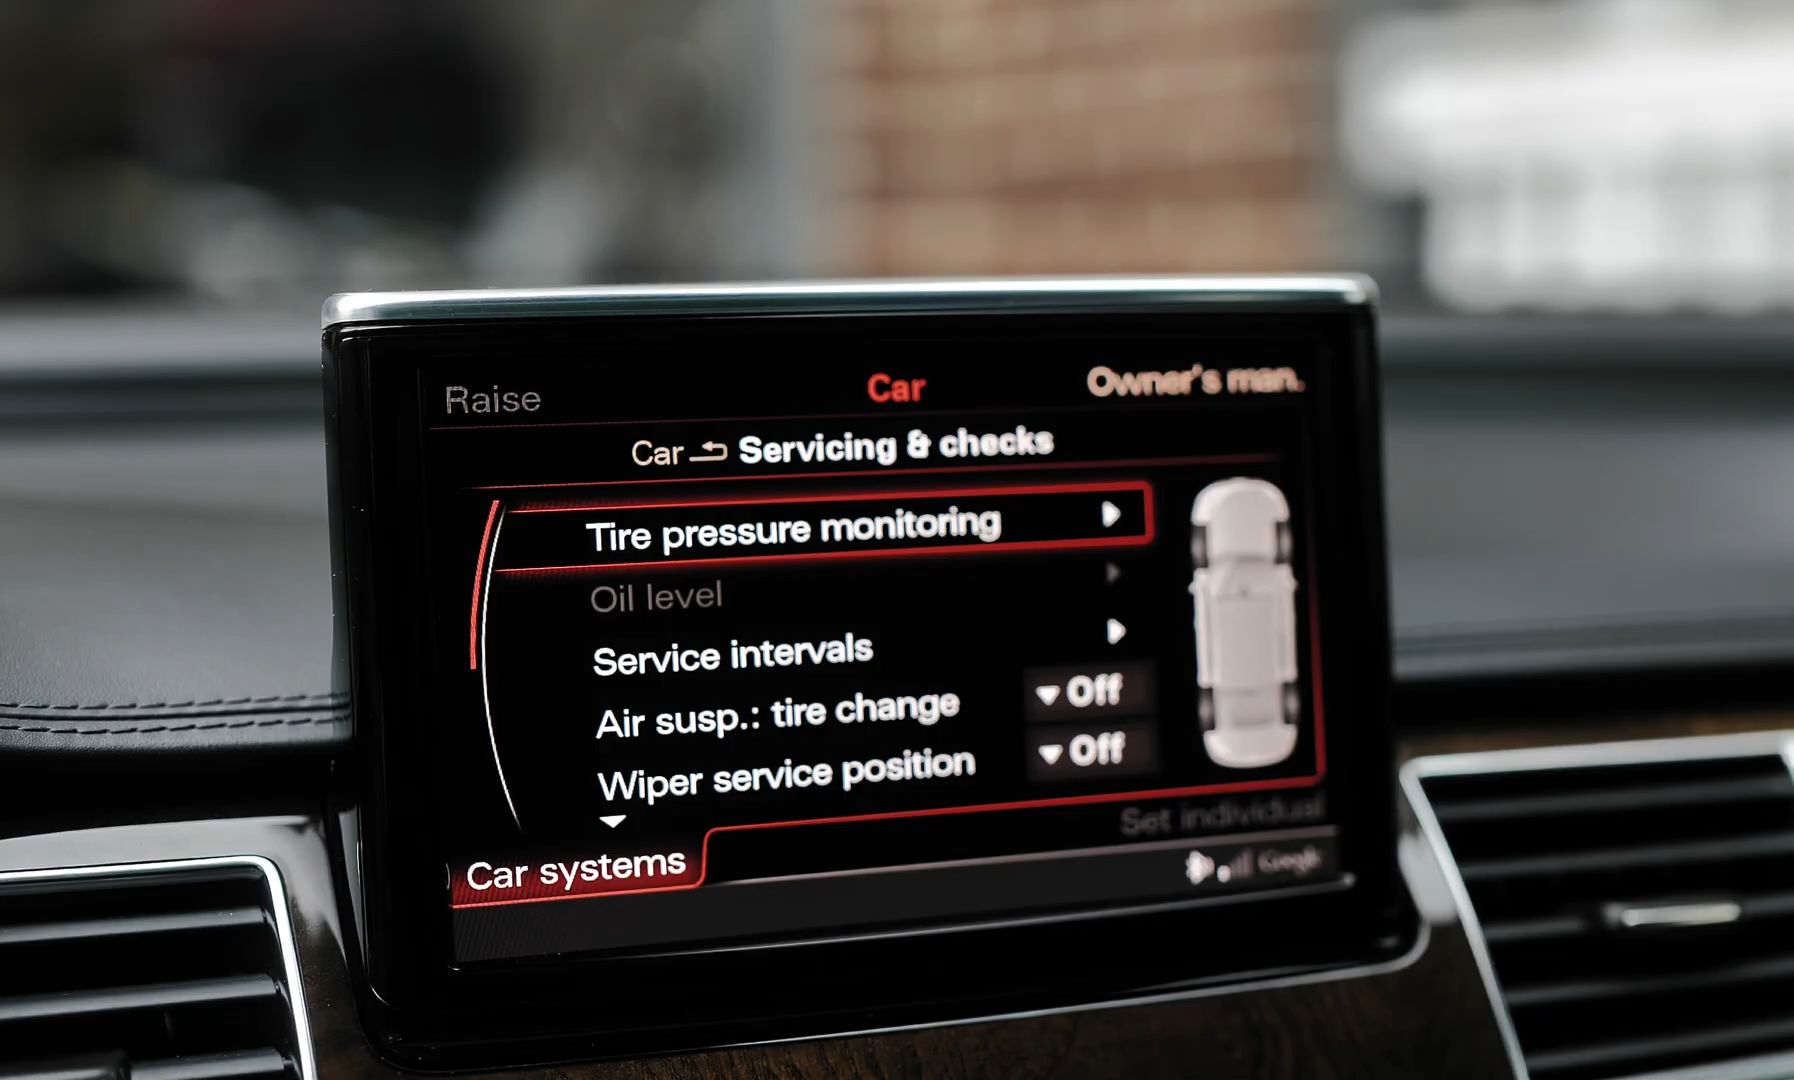 Raise Car Owner's man.
Car Servicing & checks
Tire pressure monitoring
Oil level
Service intervals
Air susp.: tire change Off
Wiper service position Off
Set individual
Car systems
Google